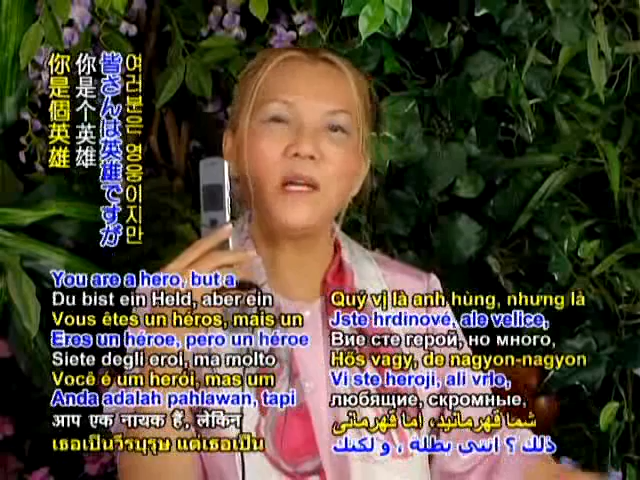 여러분은 영웅이지만
皆さんは英雄ですが
你是个英雄
你是個英雄
You are a hero, but a
Du bist ein Held, aber ein
Vous êtes un héros, mais un
Eres un héroe, pero un héroe
Siete degli eroi, ma molto
Você é um herói, mas um
Anda adalah pahlawan, tapi
आप एक नायक हैं, लेकिन
เธอเป็นวีรบุรุษ แต่เธอเป็น
Quý vị là anh hùng, nhưng là
Jste hrdinové, ale velice,
Вие сте герой, но много,
Hős vagy, de nagyon-nagyon
Vi ste heroji, ali vrlo,
любящие, скромные,
شما قهرمانید، اما قهرمانی
ذلك ؟ انتي بطلة ، و لكنك